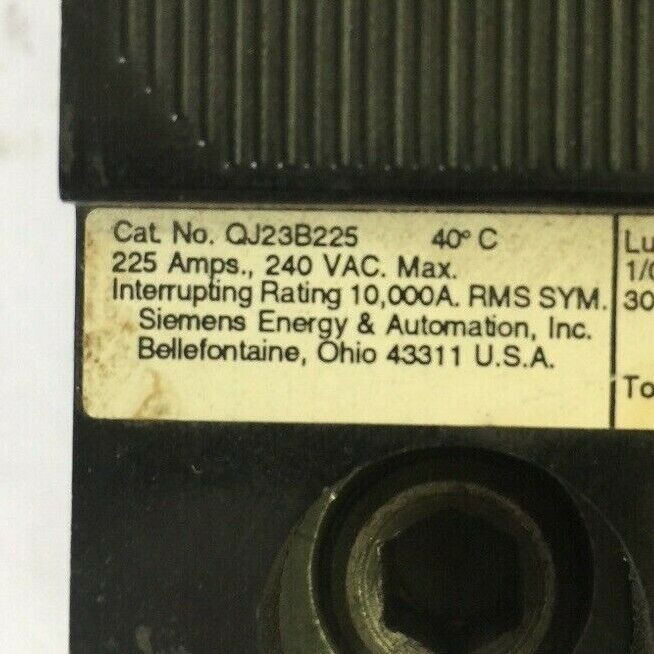 Cat. No. QJ23B225 40° C
225 Amps., 240 VAC. Max.
Interrupting Rating 10,000A. RMS SYM.
Siemens Energy & Automation, Inc.
Bellefontaine, Ohio 43311 U.S.A.